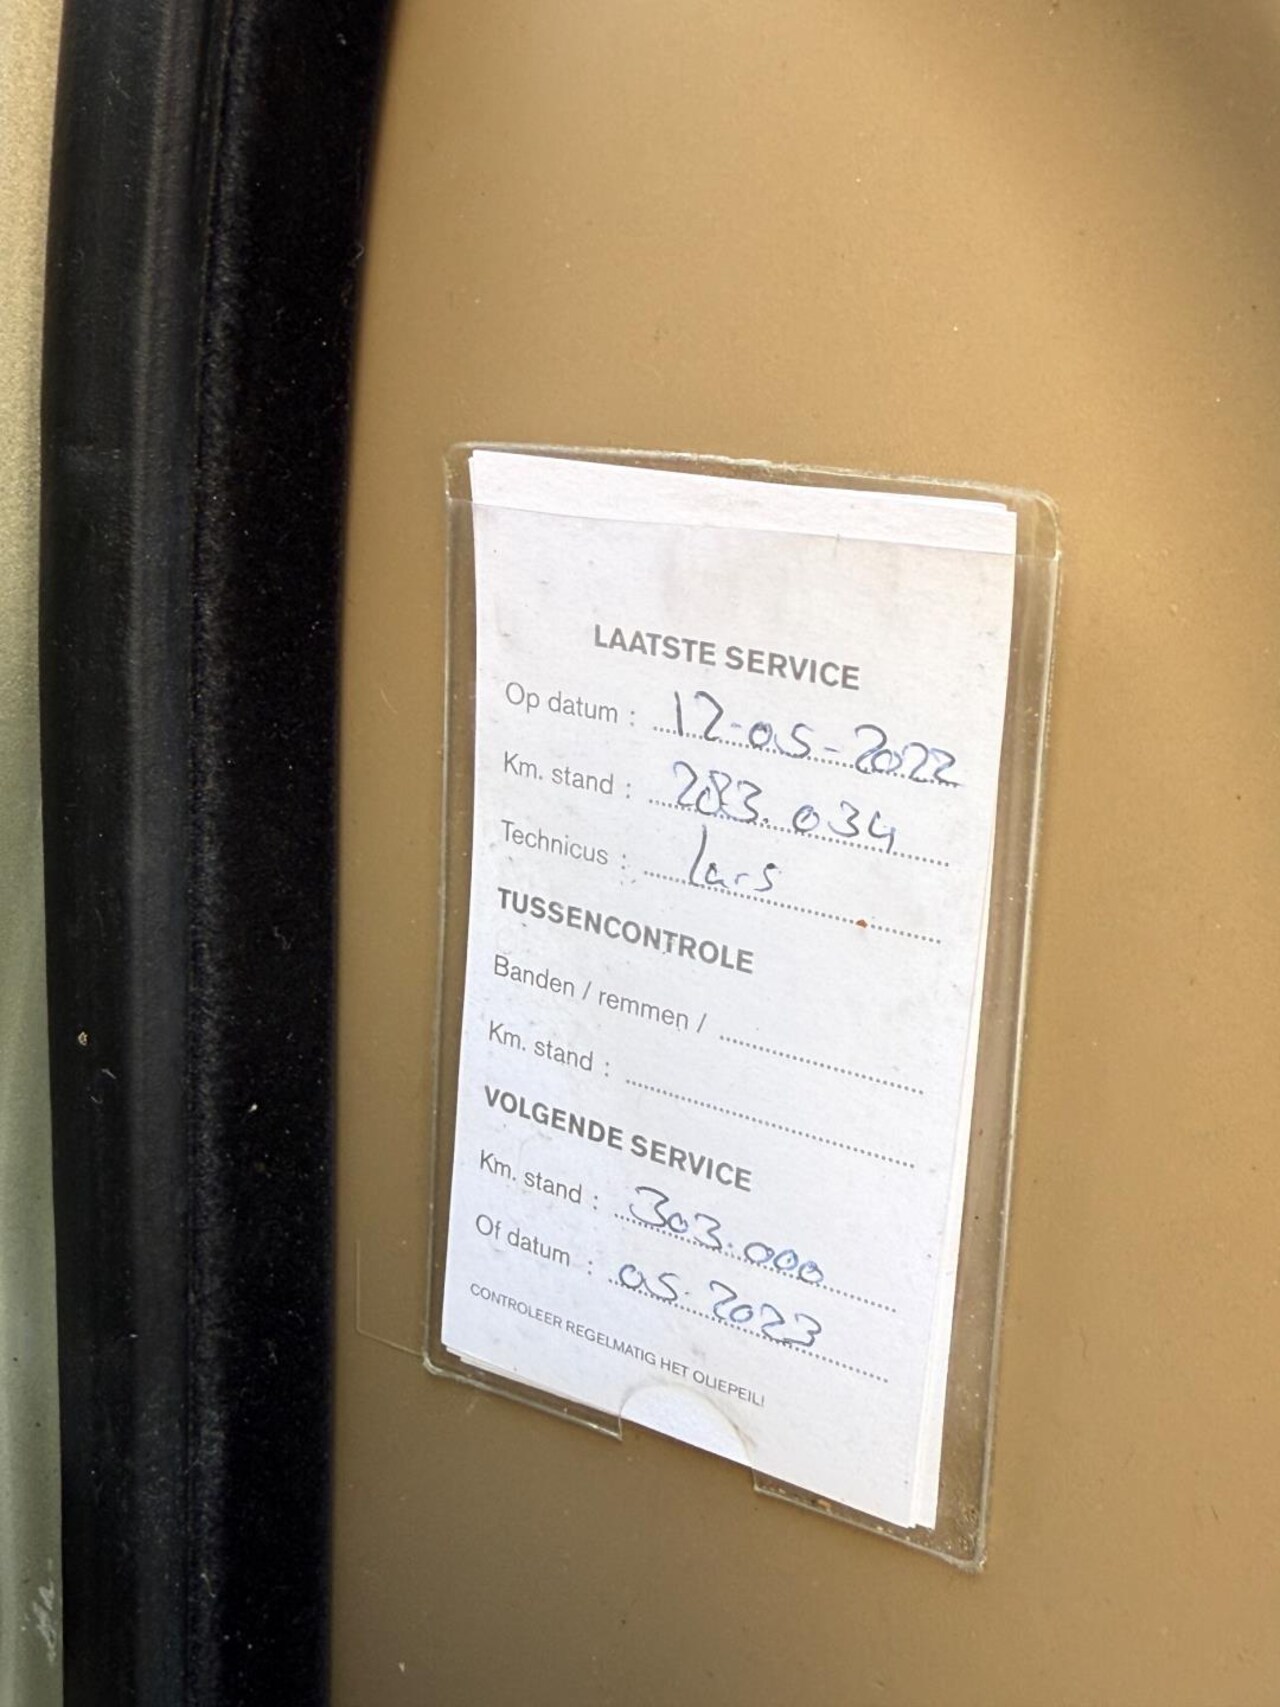 LAATSTE SERVICE
Op datum : 12-05-2022
Km. stand : 283.034
Technicus : lars
TUSSENCONTROLE
Banden / remmen /
Km. stand :
VOLGENDE SERVICE
Km. stand : 303.000
Of datum : 05.2023
CONTROLEER REGELMATIG HET OLIEPEIL!